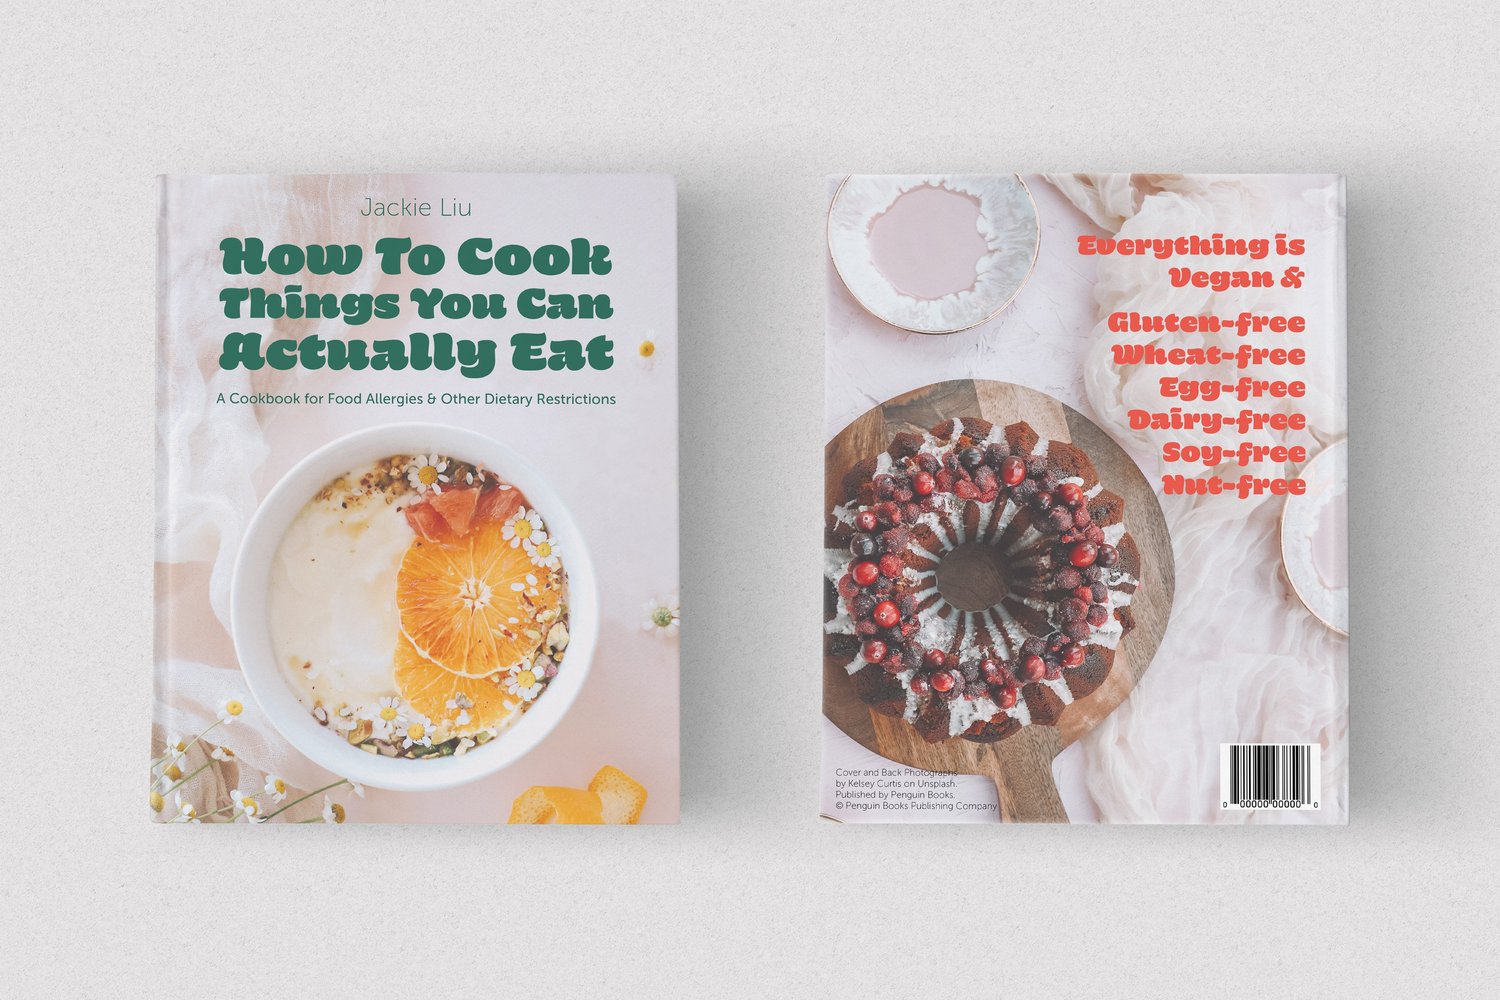 Jackie Liu
How To Cook
Things You Can
Actually Eat
A Cookbook for Food Allergies & Other Dietary Restrictions
Everything is
Vegan &
Gluten-free
Wheat-free
Egg-free
Dairy-free
Soy-free
Nut-free
Cover and Back Photographs
by Kelsey Curtis on Unsplash.
Published by Penguin Books.
© Penguin Books Publishing Company
0 00000 00000 0